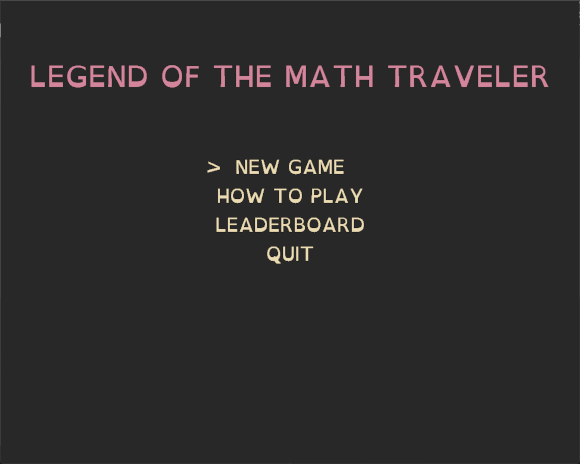 LEGEND OF THE MATH TRAVELER
> NEW GAME
HOW TO PLAY
LEADERBOARD
QUIT